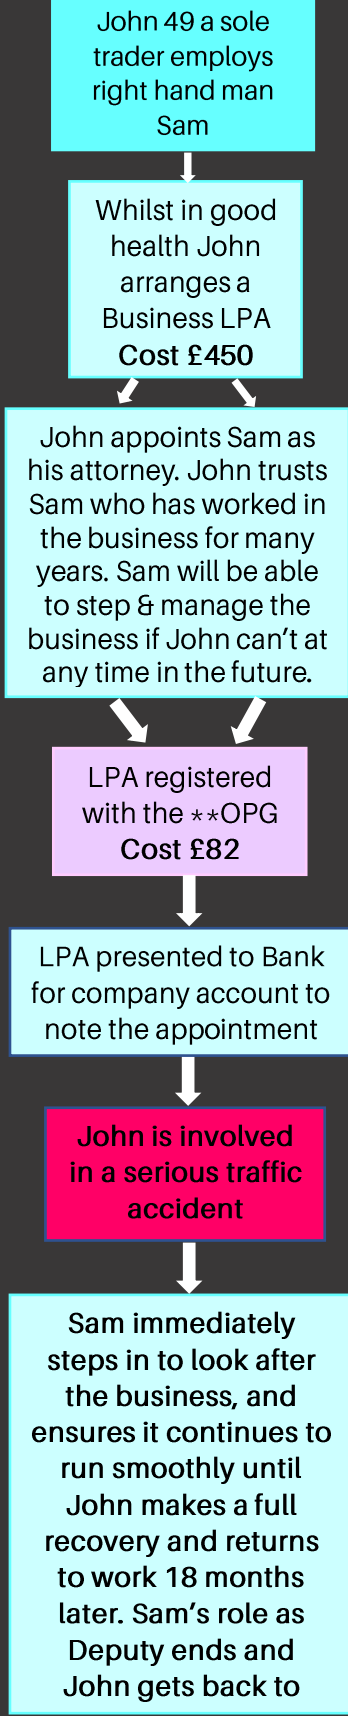 John 49 a sole
trader employs
right hand man
Sam
Whilst in good
health John
arranges a
Business LPA
Cost £450
John appoints Sam as
his attorney. John trusts
Sam who has worked in
the business for many
years. Sam will be able
to step & manage the
business if John can't at
any time in the future.
LPA registered
with the **OPG
Cost £82
LPA presented to Bank
for company account to
note the appointment
John is involved
in a serious traffic
accident
Sam immediately
steps in to look after
the business, and
ensures it continues to
run smoothly until
John makes a full
recovery and returns
to work 18 months
later. Sam's role as
Deputy ends and
John gets back to